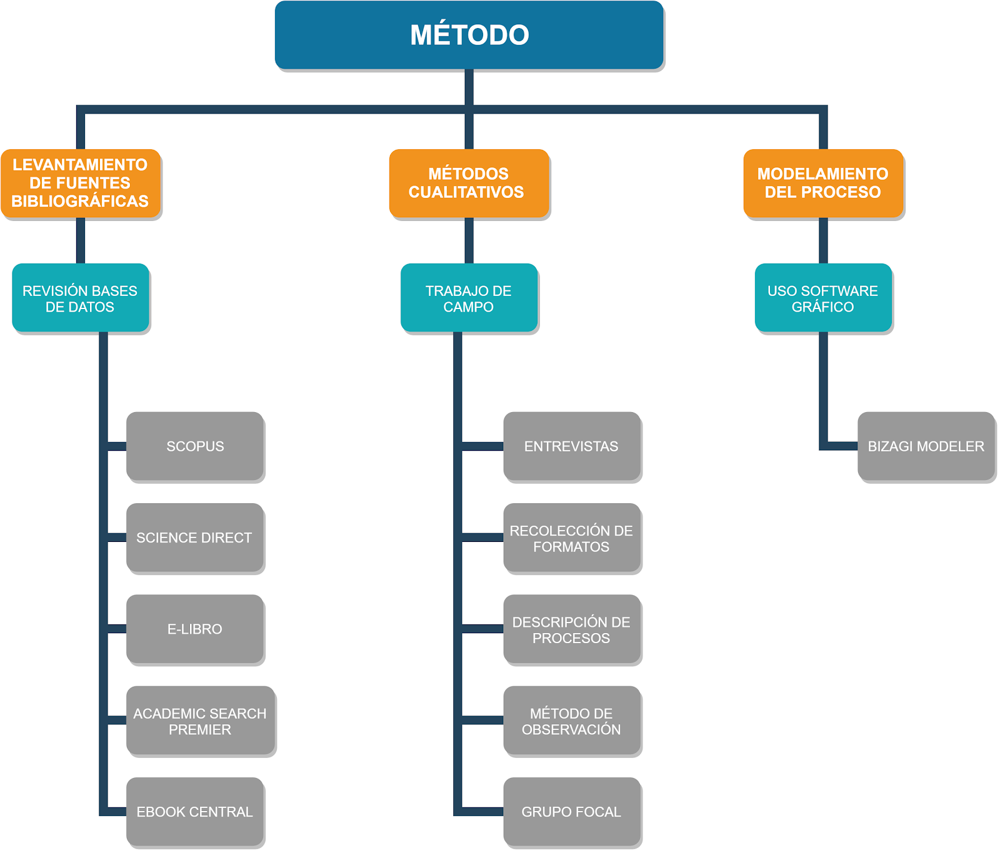 MÉTODO
LEVANTAMIENTO
DE FUENTES
BIBLIOGRÁFICAS
MÉTODOS
CUALITATIVOS
MODELAMIENTO
DEL PROCESO
REVISIÓN BASES
DE DATOS
TRABAJO DE
CAMPO
USO SOFTWARE
GRÁFICO
SCOPUS
SCIENCE DIRECT
E-LIBRO
ACADEMIC SEARCH
PREMIER
EBOOK CENTRAL
ENTREVISTAS
RECOLECCIÓN DE
FORMATOS
DESCRIPCIÓN DE
PROCESOS
MÉTODO DE
OBSERVACIÓN
GRUPO FOCAL
BIZAGI MODELER